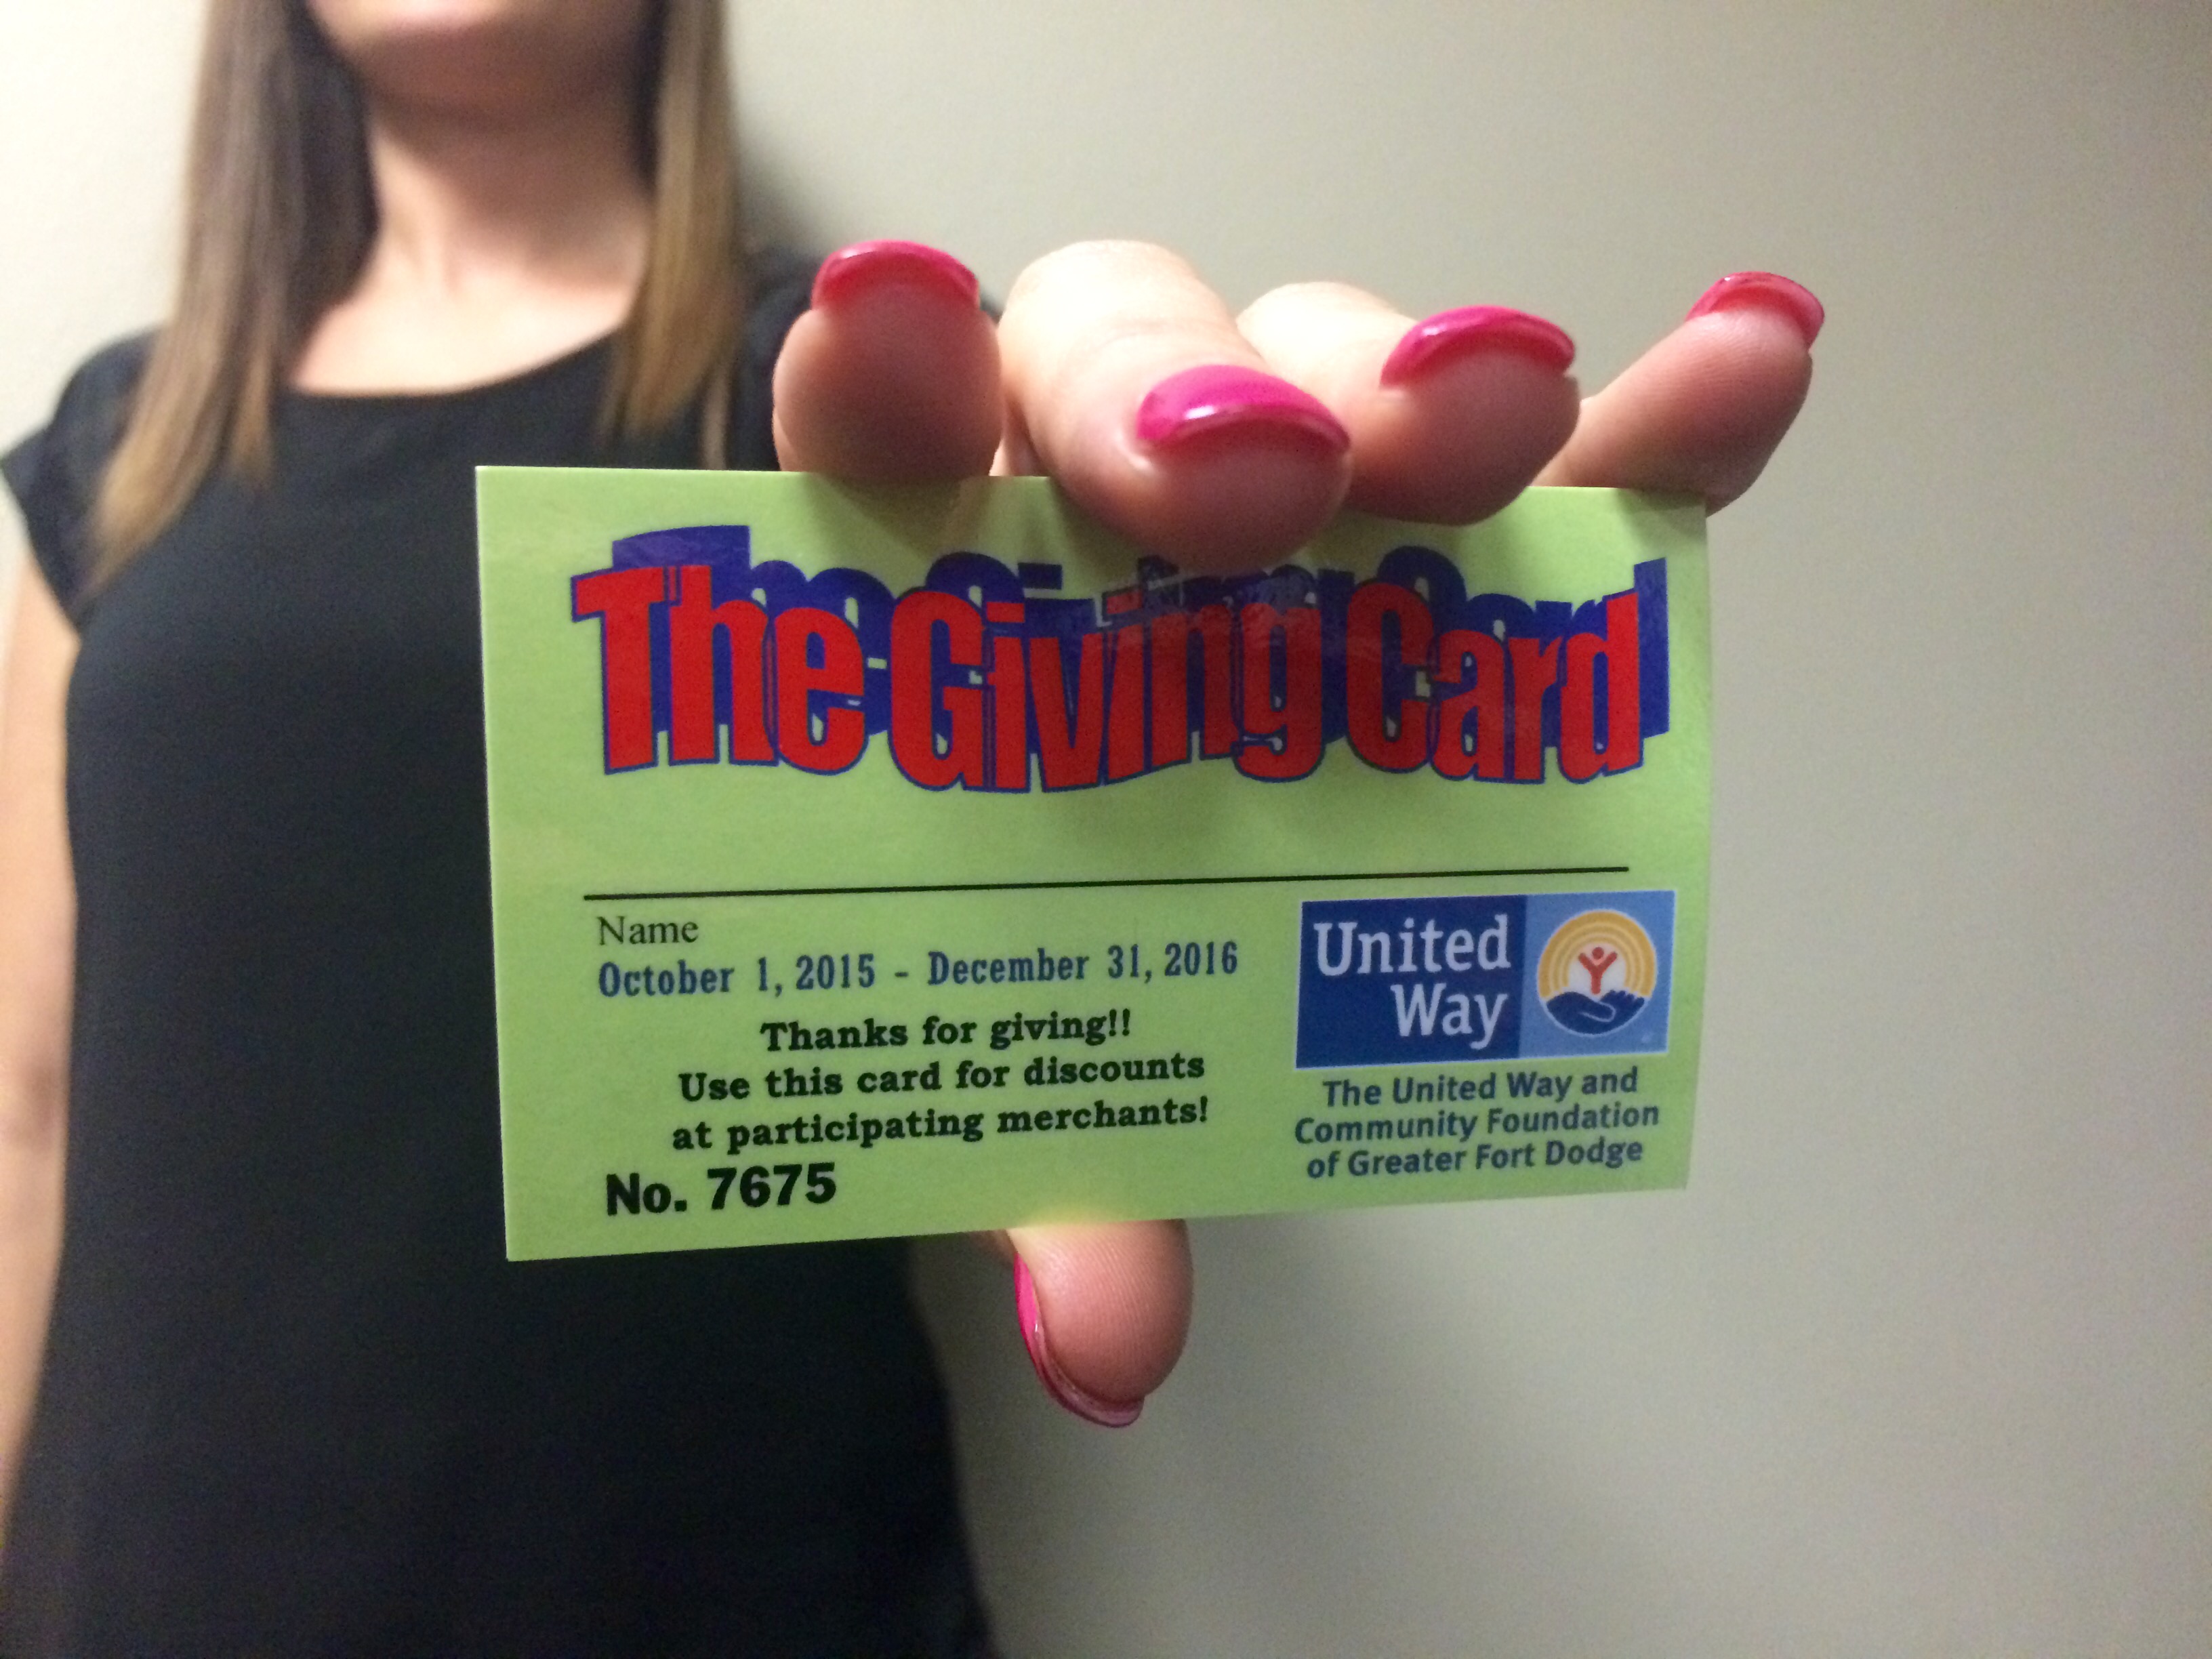 The Giving Card
Name
October 1, 2015 - December 31, 2016
Thanks for giving!!
Use this card for discounts
at participating merchants!
No. 7675
United
Way
The United Way and
Community Foundation
of Greater Fort Dodge